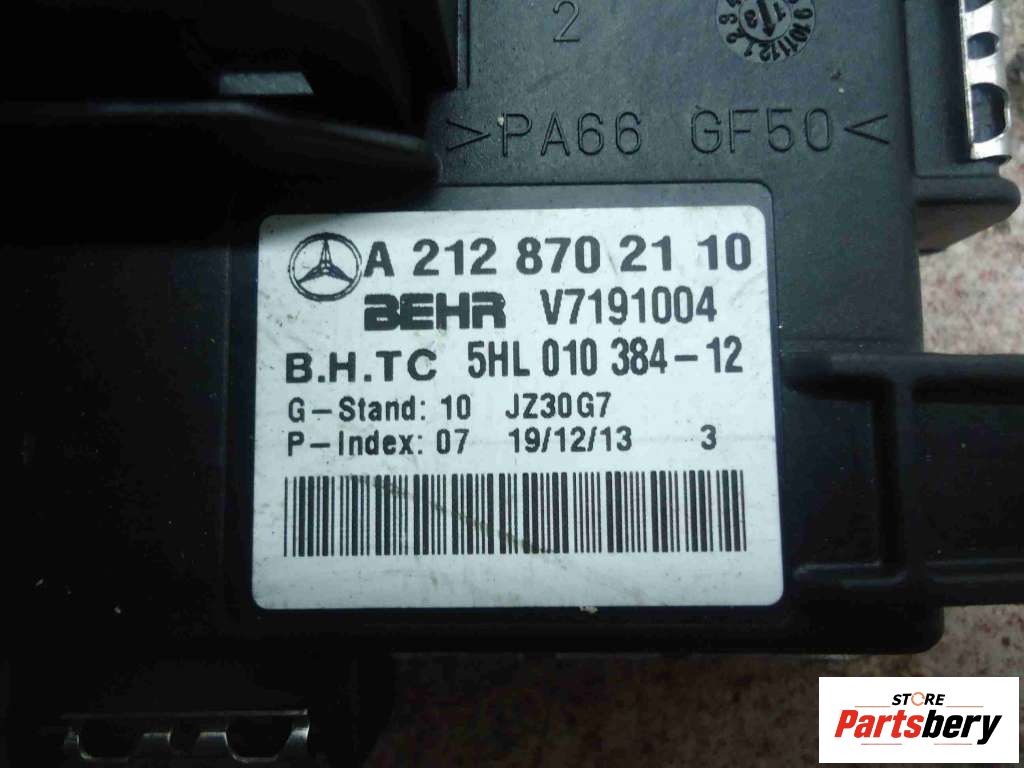 2
>PA66 GF50<
A 212 870 21 10
BEHR V7191004
B.H.TC 5HL 010 384-12
G-Stand: 10 JZ30G7
P-Index: 07 19/12/13 3
STORE
Partsbery